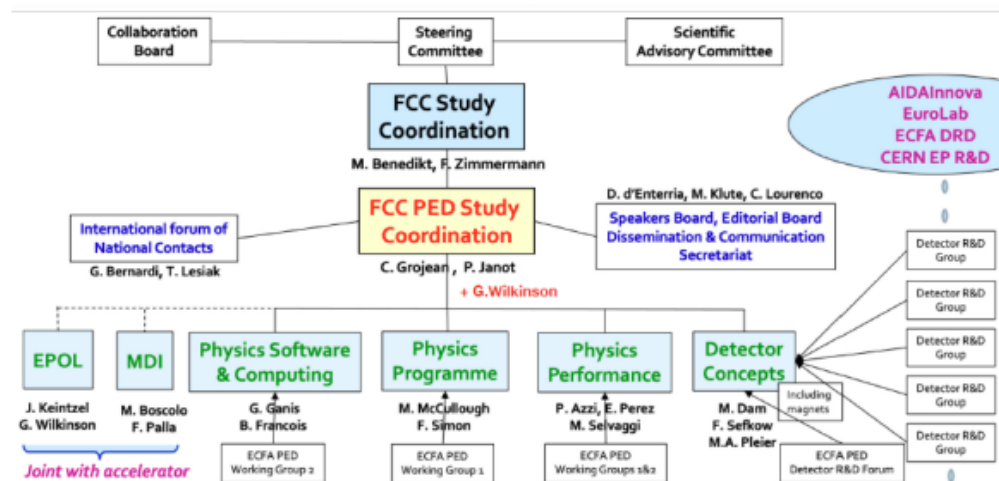 Collaboration
Board
Steering
Committee
Scientific
Advisory Committee
FCC Study
Coordination
M. Benedikt, F. Zimmermann
AIDAInnova
EuroLab
ECFA DRD
CERN EP R&D
International forum of
National Contacts
G. Bernardi, T. Lesiak
FCC PED Study
Coordination
C. Grojean , P. Janot
+ G.Wilkinson
D. d'Enterria, M. Klute, C. Lourenco
Speakers Board, Editorial Board
Dissemination & Communication
Secretariat
Detector R&D
Group
Detector R&D
Group
Detector R&D
Group
Detector R&D
Group
Detector R&D
Group
EPOL
J. Keintzel
G. Wilkinson
MDI
M. Boscolo
F. Palla
Joint with accelerator
Physics Software
& Computing
G. Ganis
B. Francois
ECFA PED
Working Group 2
Physics
Programme
M. McCullough
F. Simon
ECFA PED
Working Group 1
Physics
Performance
P. Azzi, E. Perez
M. Selvaggi
ECFA PED
Working Groups 1&2
Detector
Concepts
Including
magnets
M. Dam
F. Sefkow
M.A. Pleier
ECFA PED
Detector R&D Forum